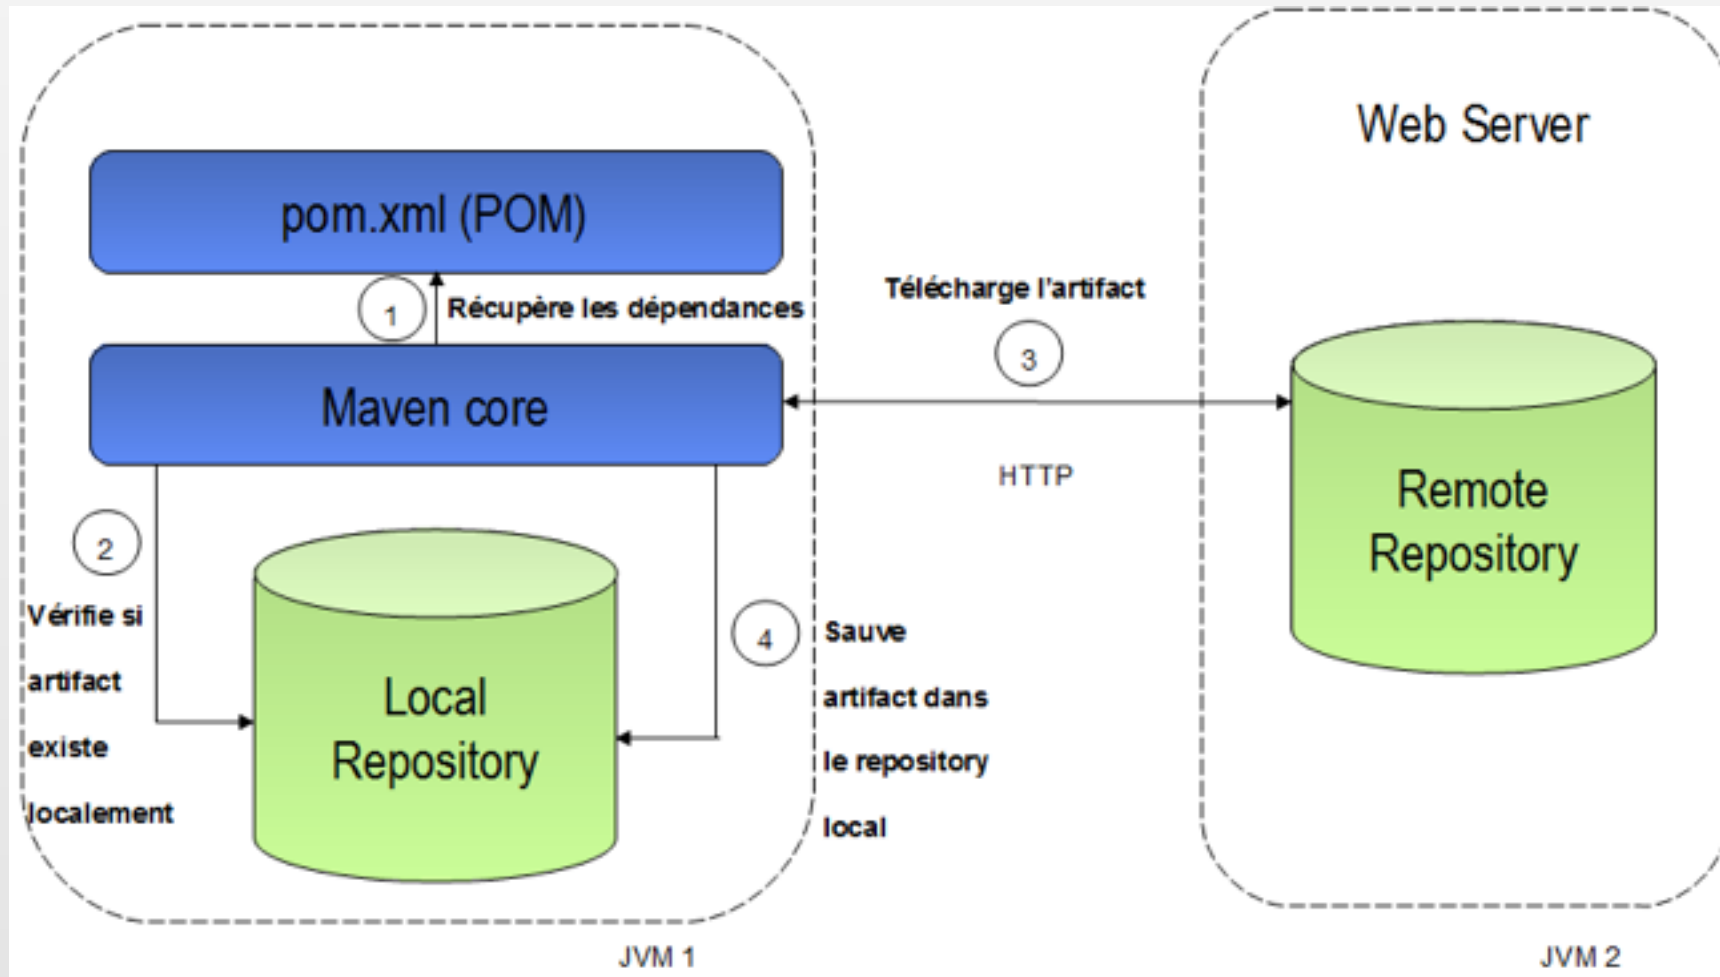 Web Server
pom.xml (POM)
1
Récupère les dépendances
Télécharge l'artifact
3
Maven core
HTTP
Remote
Repository
2
Vérifie si
artifact
existe
localement
Local
Repository
4
Sauve
artifact dans
le repository
local
JVM 1
JVM 2